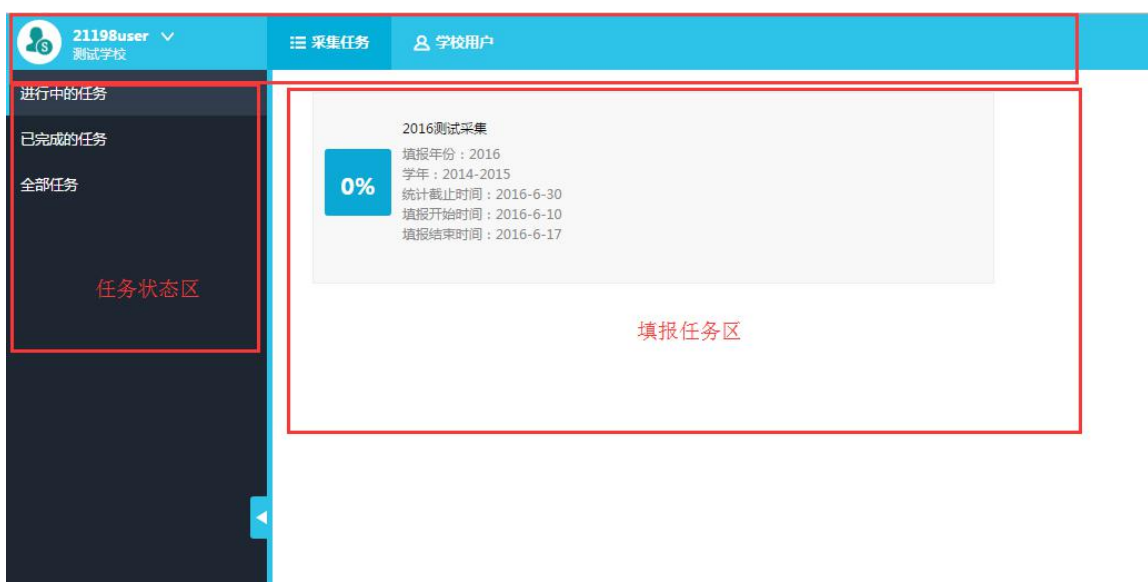 21198user
测试学校
采集任务
学校用户
进行中的任务
已完成的任务
全部任务
任务状态区
2016测试采集
0%
填报年份：2016
学年：2014-2015
统计截止时间：2016-6-30
填报开始时间：2016-6-10
填报结束时间：2016-6-17
填报任务区